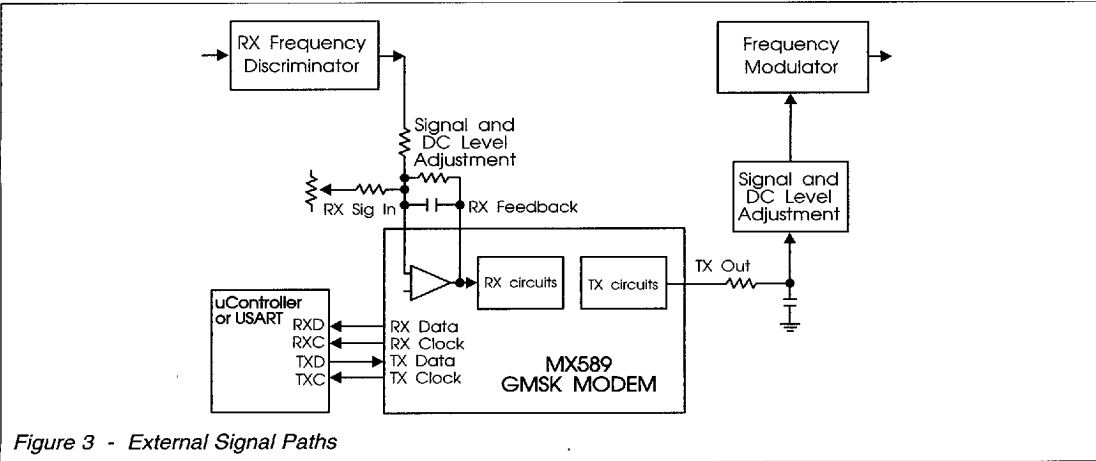 RX Frequency
Discriminator
Frequency
Modulator
Signal and
DC Level
Adjustment
Signal and
DC Level
Adjustment
RX Sig In
RX Feedback
TX Out
RX circuits
TX circuits
uController
or USART
RXD
RXC
TXD
TXC
RX Data
RX Clock
TX Data
TX Clock
MX589
GMSK MODEM
Figure 3 - External Signal Paths